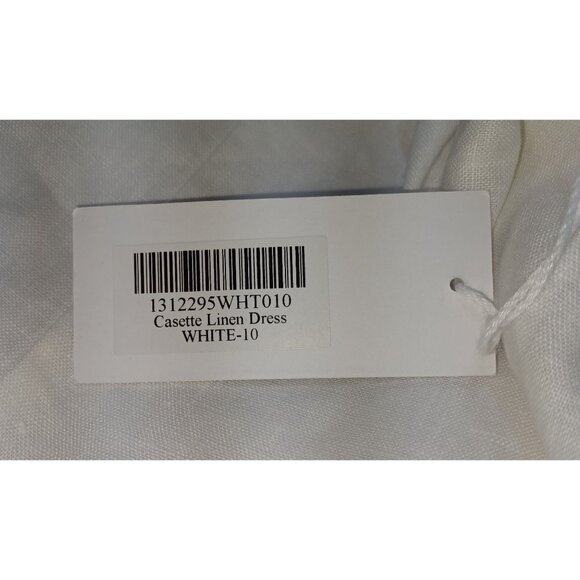 1312295WHT010
Casette Linen Dress
WHITE-10